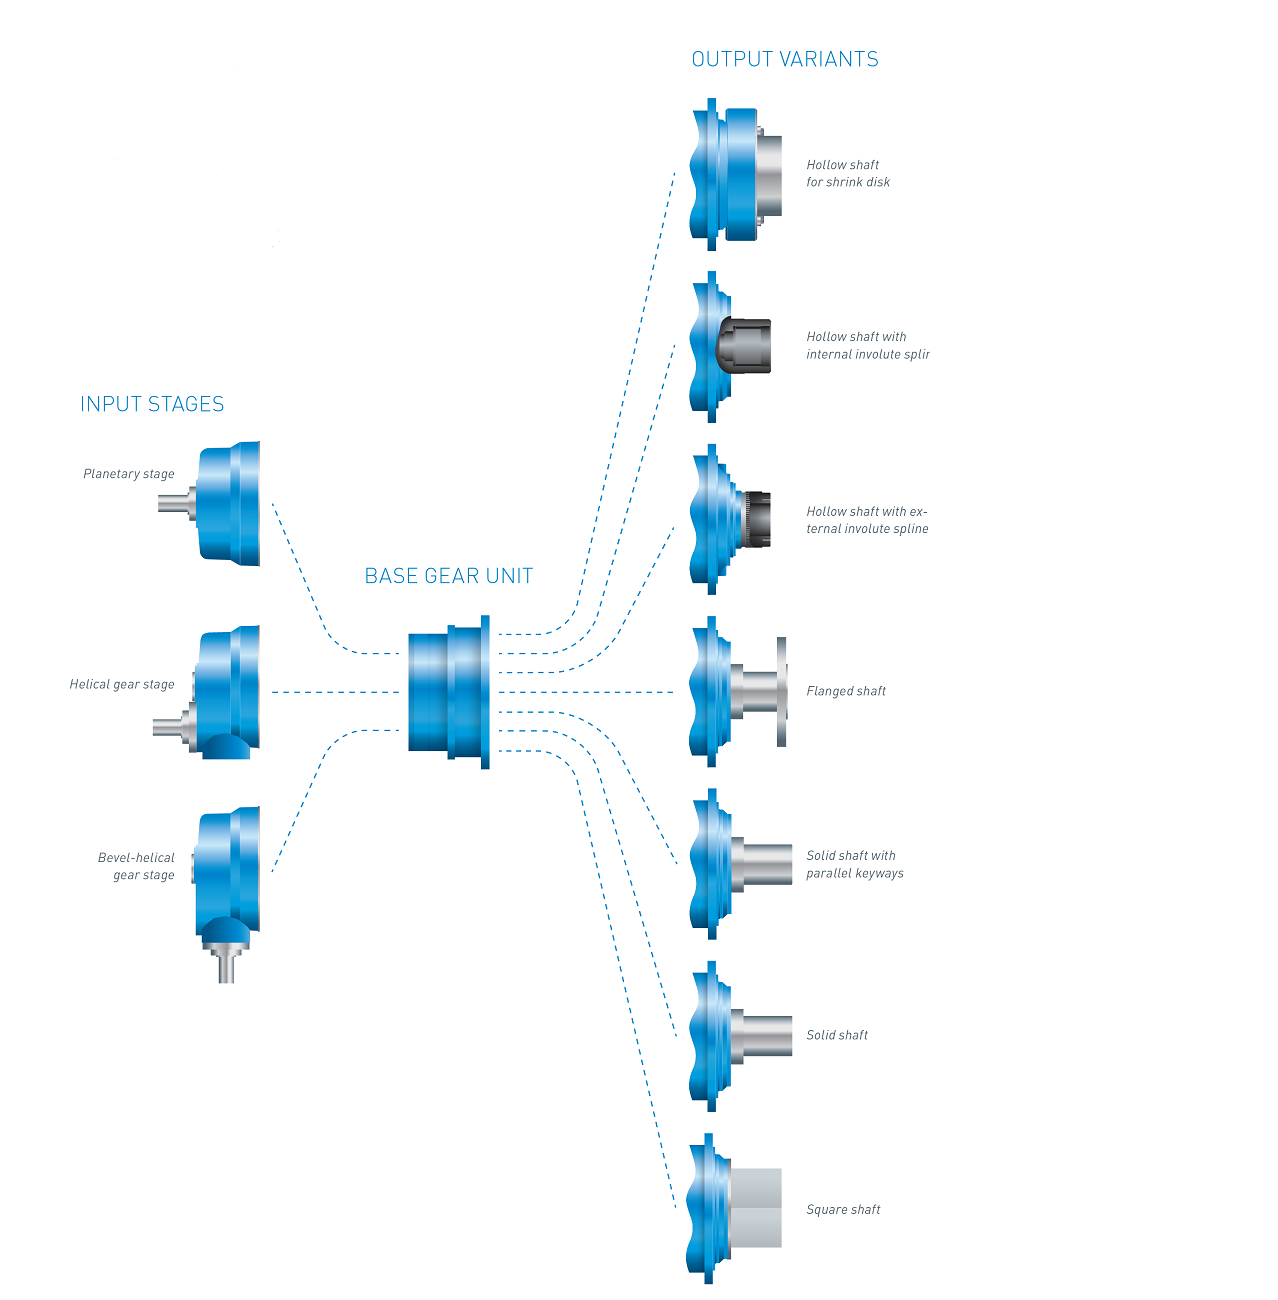 OUTPUT VARIANTS
Hollow shaft
for shrink disk
Hollow shaft with
internal involute splir
INPUT STAGES
Planetary stage
Hollow shaft with ex-
ternal involute spline
BASE GEAR UNIT
Helical gear stage
Flanged shaft
Bevel-helical
gear stage
Solid shaft with
parallel keyways
Solid shaft
Square shaft